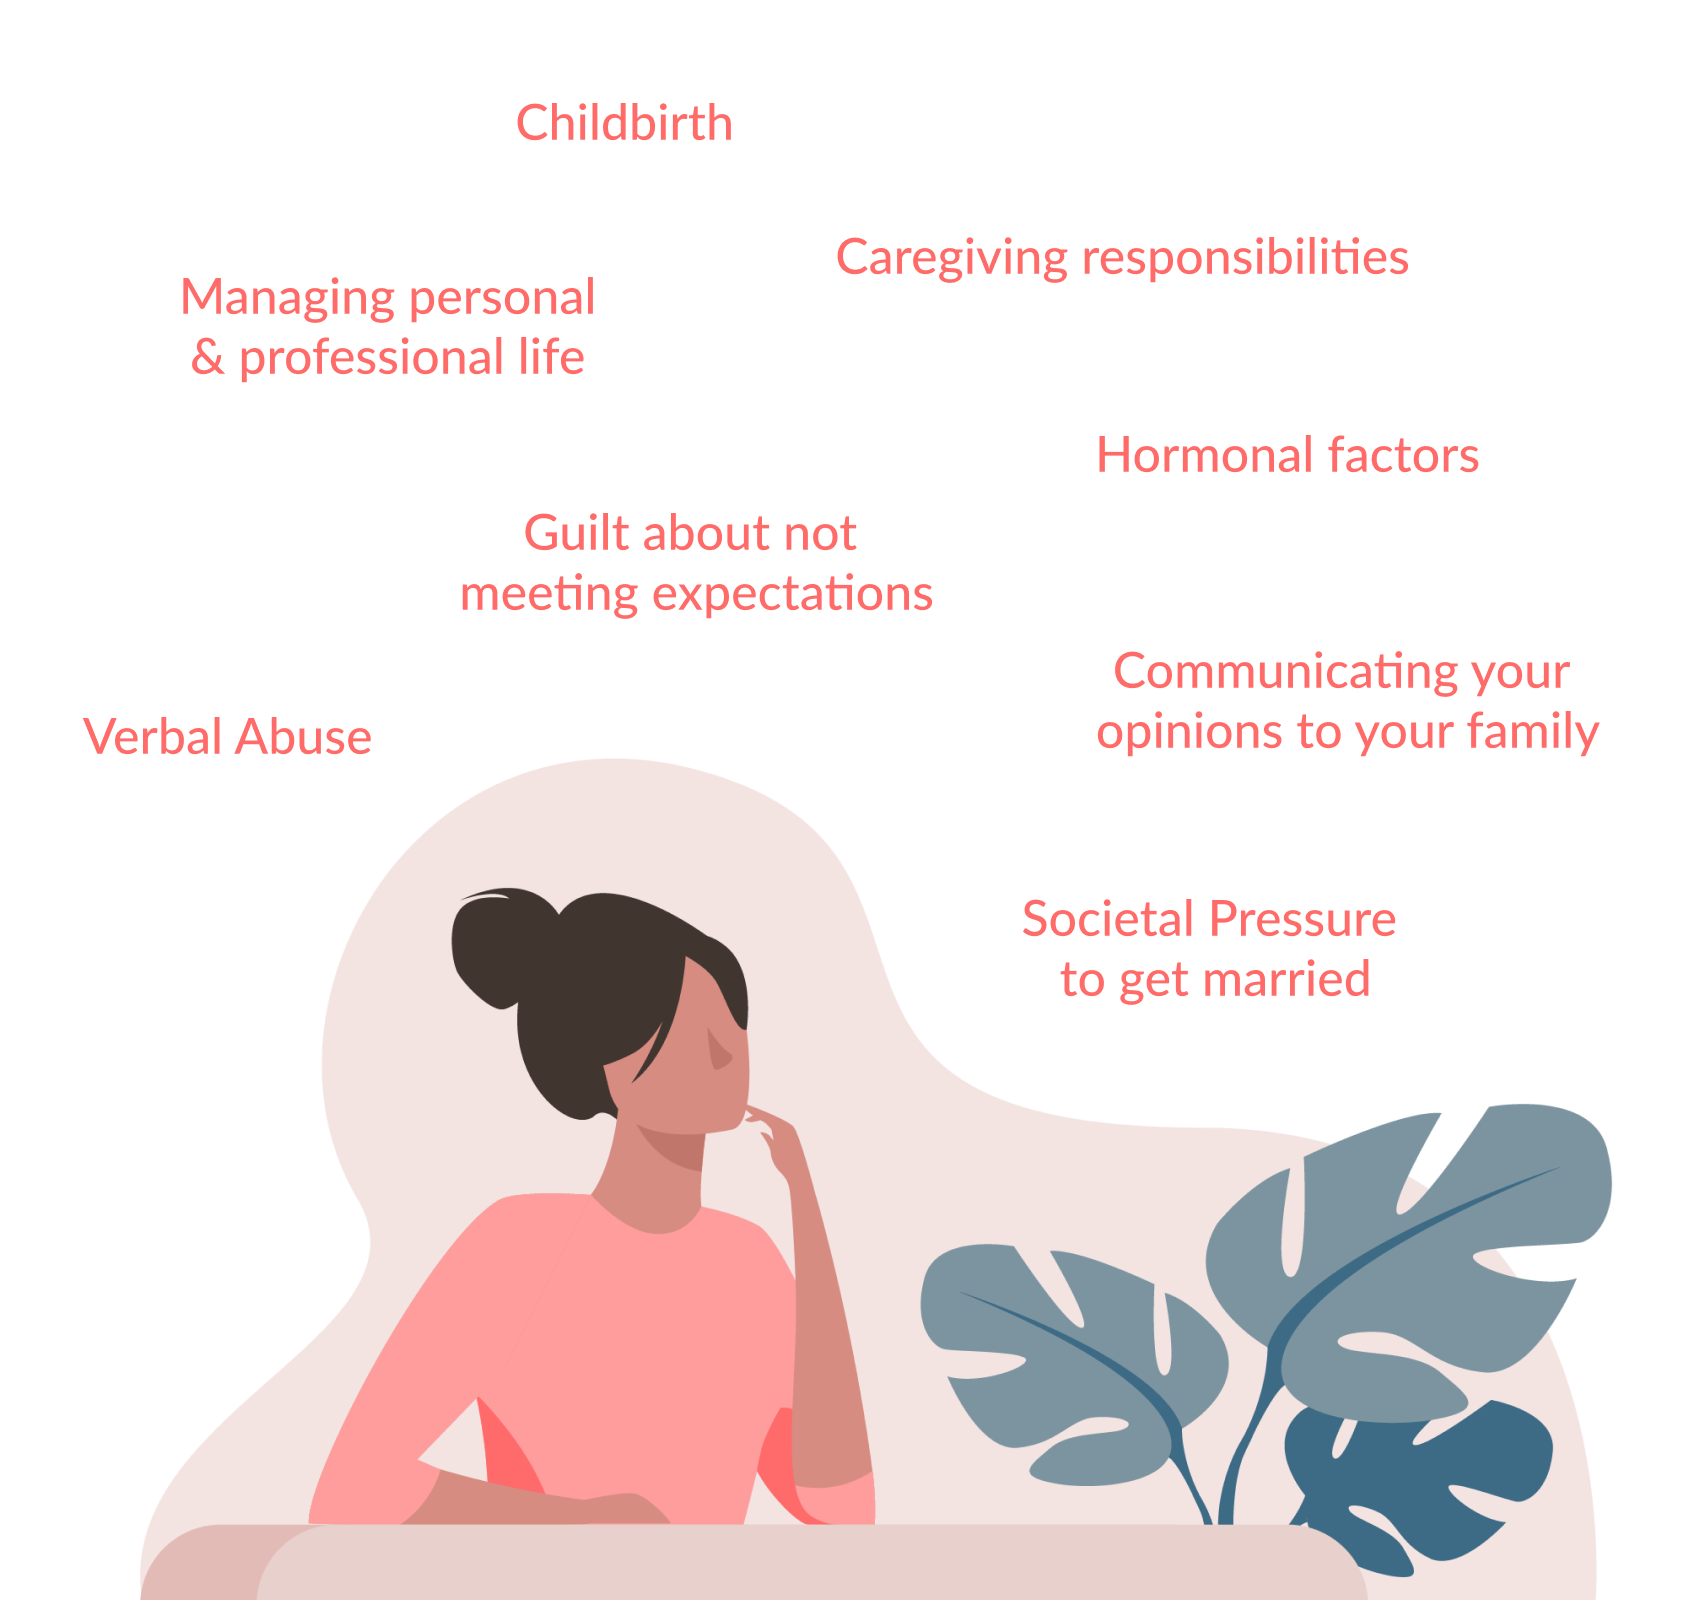 Childbirth
Caregiving responsibilities
Managing personal
& professional life
Hormonal factors
Guilt about not
meeting expectations
Communicating your
opinions to your family
Verbal Abuse
Societal Pressure
to get married